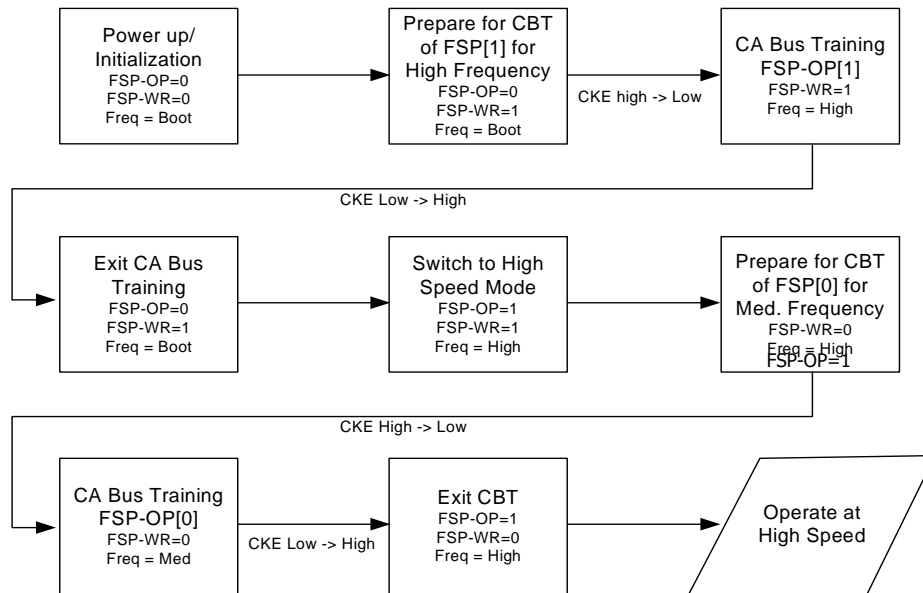 Power up/
Initialization
FSP-OP=0
FSP-WR=0
Freq = Boot
Prepare for CBT
of FSP[1] for
High Frequency
FSP-OP=0
FSP-WR=1
Freq = Boot
CKE high -> Low
CA Bus Training
FSP-OP[1]
FSP-WR=1
Freq = High
CKE Low -> High
Exit CA Bus
Training
FSP-OP=0
FSP-WR=1
Freq = Boot
Switch to High
Speed Mode
FSP-OP=1
FSP-WR=1
Freq = High
Prepare for CBT
of FSP[0] for
Med. Frequency
FSP-WR=0
Freq = High
FSP-OP=1
CKE High -> Low
CA Bus Training
FSP-OP[0]
FSP-WR=0
Freq = Med
CKE Low -> High
Exit CBT
FSP-OP=1
FSP-WR=0
Freq = High
Operate at
High Speed